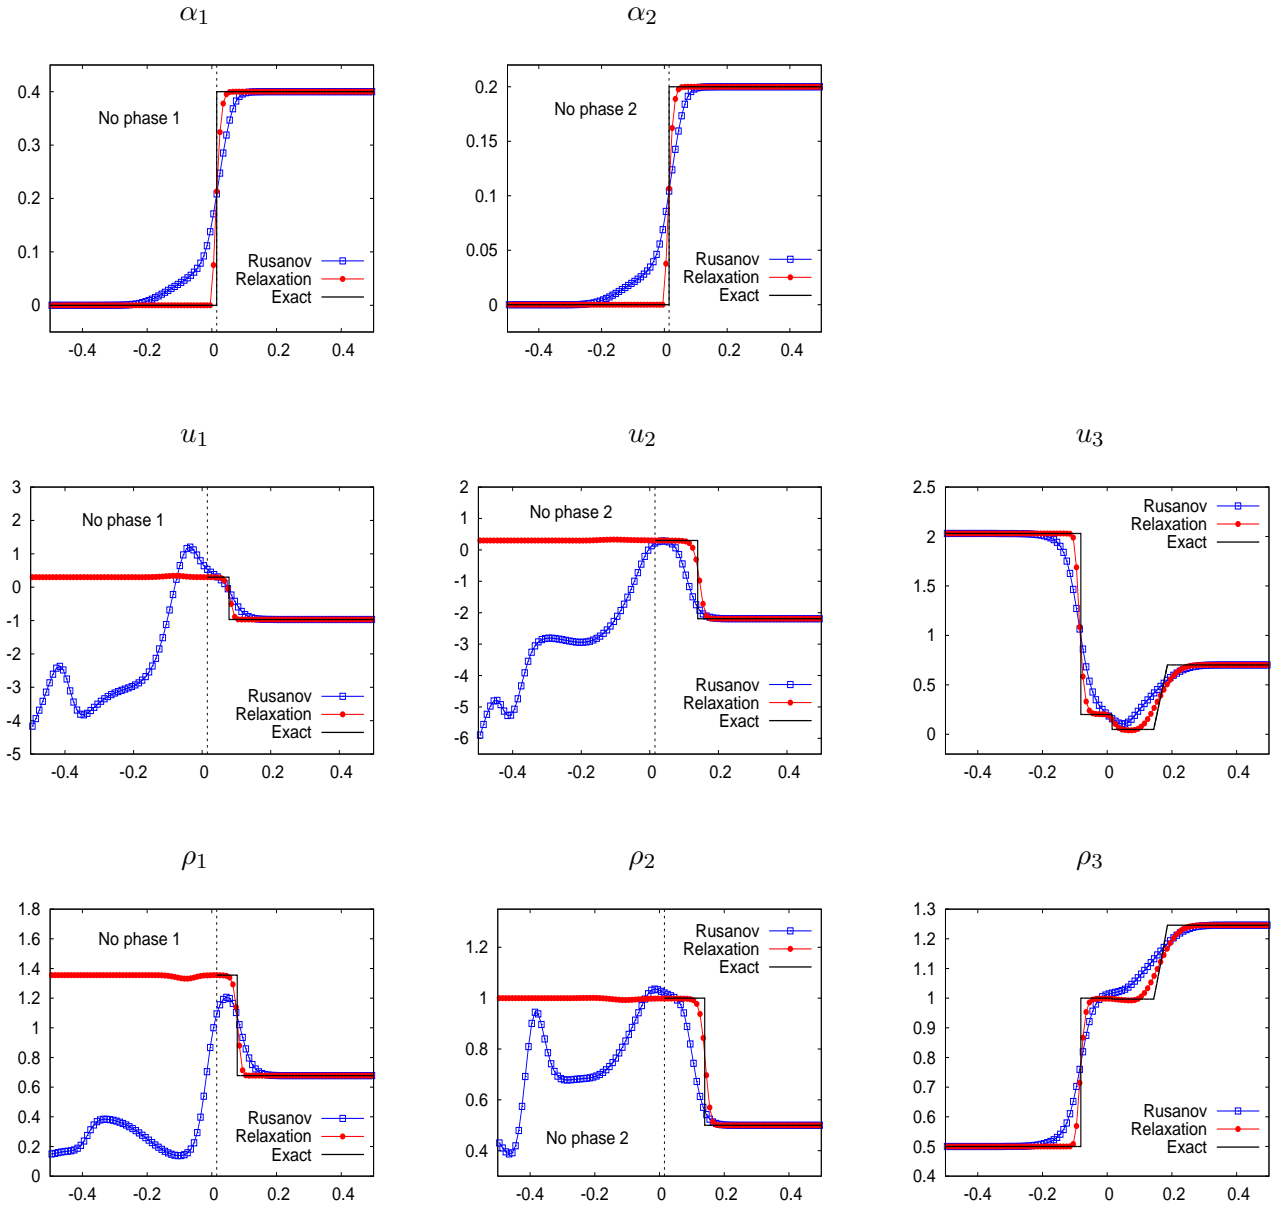 α1 α2
0.4
0.3
0.2
0.1
0
No phase 1
Rusanov
Relaxation
Exact
-0.4 -0.2 0 0.2 0.4
0.2
0.15
0.1
0.05
0
No phase 2
Rusanov
Relaxation
Exact
-0.4 -0.2 0 0.2 0.4
u1 u2 u3
3
2
1
0
-1
-2
-3
-4
-5
No phase 1
Rusanov
Relaxation
Exact
-0.4 -0.2 0 0.2 0.4
2
1
0
-1
-2
-3
-4
-5
-6
No phase 2
Rusanov
Relaxation
Exact
-0.4 -0.2 0 0.2 0.4
2.5
2
1.5
1
0.5
0
Rusanov
Relaxation
Exact
-0.4 -0.2 0 0.2 0.4
ρ1 ρ2 ρ3
1.8
1.6
1.4
1.2
1
0.8
0.6
0.4
0.2
0
No phase 1
Rusanov
Relaxation
Exact
-0.4 -0.2 0 0.2 0.4
1.2
1
0.8
0.6
0.4
Rusanov
Relaxation
Exact
No phase 2
-0.4 -0.2 0 0.2 0.4
1.3
1.2
1.1
1
0.9
0.8
0.7
0.6
0.5
0.4
Rusanov
Relaxation
Exact
-0.4 -0.2 0 0.2 0.4